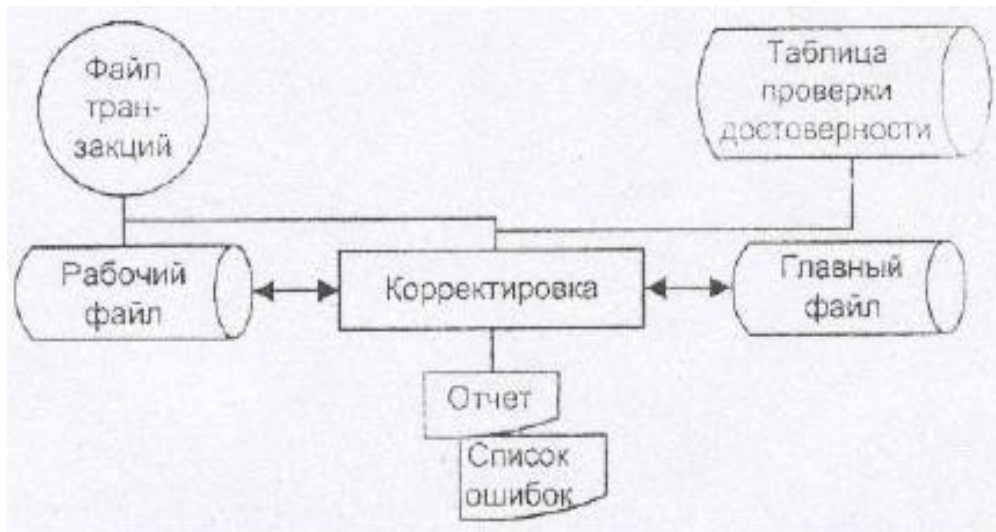 Файл
тран-
закций
Таблица
проверки
достоверности
Рабочий
файл
Корректировка
Главный
файл
Отчет
Список
ошибок